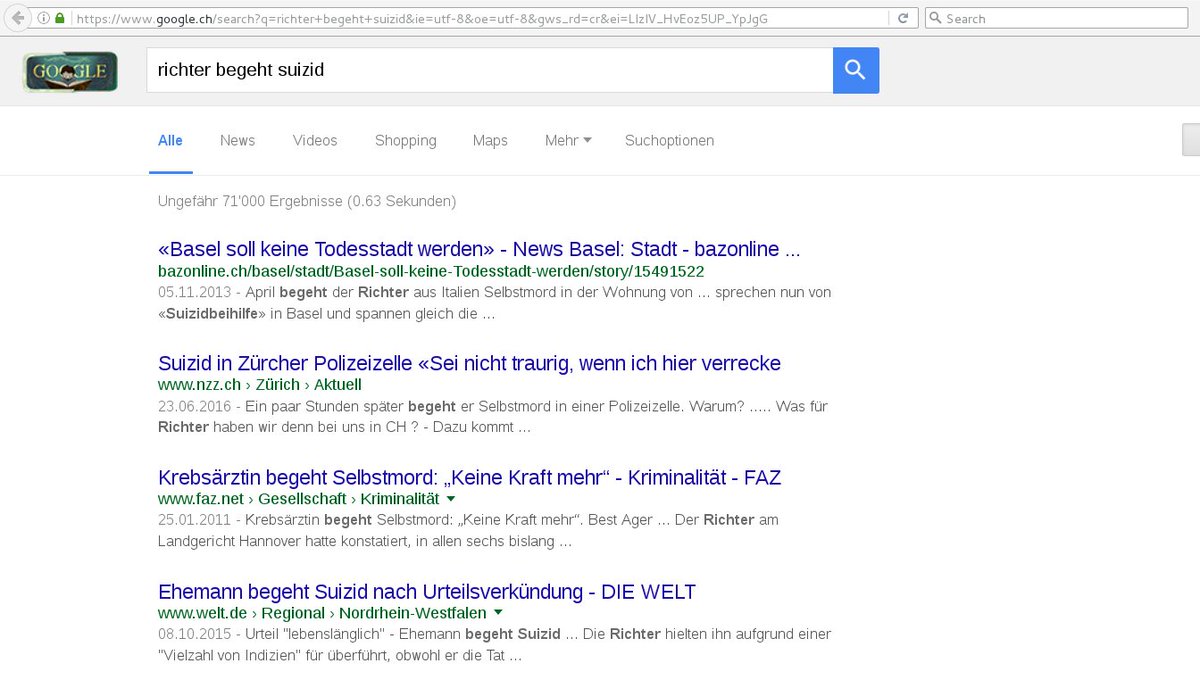 https://www.google.ch/search?q=richter+begeht+suizid&ie=utf-8&oe=utf-8&gws_rd=cr&ei=LIzIV_HvEoz5UP_YpJgG
Search
GOOGLE
richter begeht suizid
Alle News Videos Shopping Maps Mehr Suchoptionen
Ungefähr 71'000 Ergebnisse (0.63 Sekunden)
«Basel soll keine Todesstadt werden» - News Basel: Stadt - bazonline ...
bazonline.ch/basel/stadt/Basel-soll-keine-Todesstadt-werden/story/15491522
05.11.2013 - April begeht der Richter aus Italien Selbstmord in der Wohnung von ... sprechen nun von
«Suizidbeihilfe» in Basel und spannen gleich die ...
Suizid in Zürcher Polizeizelle «Sei nicht traurig, wenn ich hier verrecke
www.nzz.ch › Zürich › Aktuell
23.06.2016 - Ein paar Stunden später begeht er Selbstmord in einer Polizeizelle. Warum? ..... Was für
Richter haben wir denn bei uns in CH ? - Dazu kommt ...
Krebsärztin begeht Selbstmord: „Keine Kraft mehr“ - Kriminalität - FAZ
www.faz.net › Gesellschaft › Kriminalität
25.01.2011 - Krebsärztin begeht Selbstmord: „Keine Kraft mehr“. Best Ager ... Der Richter am
Landgericht Hannover hatte konstatiert, in allen sechs bislang ...
Ehemann begeht Suizid nach Urteilsverkündung - DIE WELT
www.welt.de › Regional › Nordrhein-Westfalen
08.10.2015 - Urteil "lebenslänglich" - Ehemann begeht Suizid ... Die Richter hielten ihn aufgrund einer
"Vielzahl von Indizien" für überführt, obwohl er die Tat ...